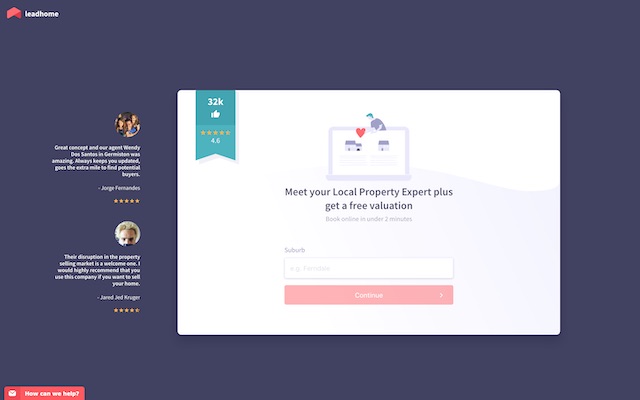 leadhome
32k
4.6
Great concept and our agent Wendy
Dos Santos in Germiston was
amazing. Always keeps you updated,
goes the extra mile to find potential
buyers.
- Jorge Fernandes
Their disruption in the property
selling market is a welcome one. I
would highly recommend that you
use this company if you want to sell
your home.
- Jared Jed Kruger
Meet your Local Property Expert plus
get a free valuation
Book online in under 2 minutes
Suburb
e.g. Ferndale
Continue
How can we help?